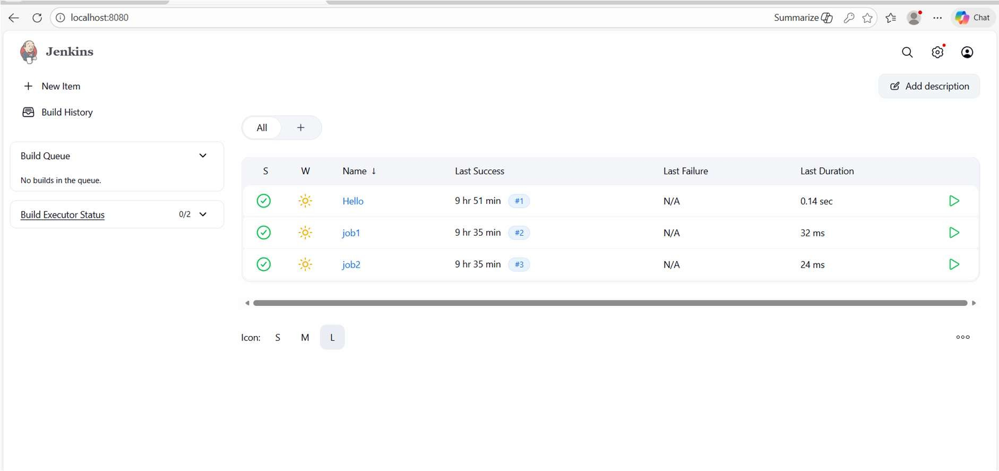 localhost:8080 Summarize Chat
Jenkins
New Item
Add description
Build History
All +
Build Queue
No builds in the queue.
Build Executor Status 0/2
S W Name ↓ Last Success Last Failure Last Duration
Hello 9 hr 51 min #1 N/A 0.14 sec
job1 9 hr 35 min #2 N/A 32 ms
job2 9 hr 35 min #3 N/A 24 ms
Icon: S M L